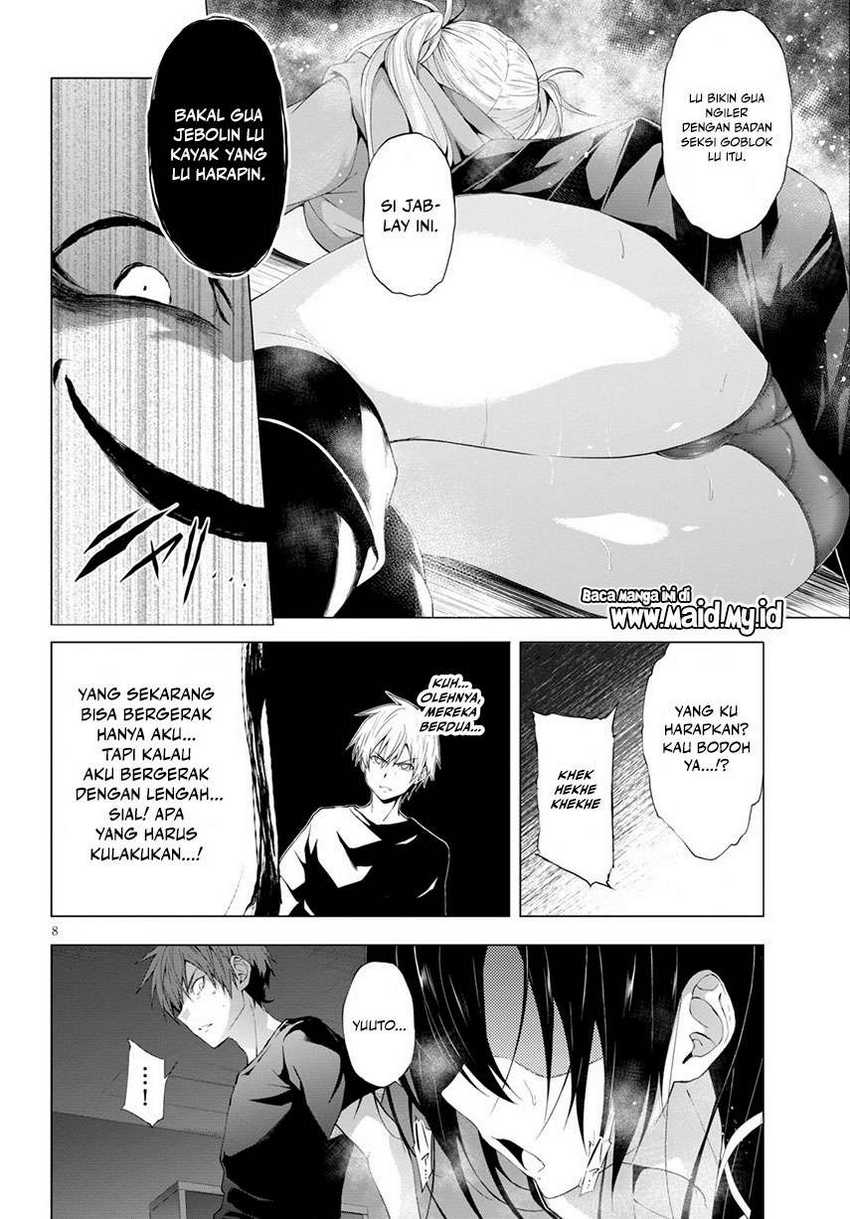 LU BIKIN GUA
NGILER
DENGAN BADAN
SEKSI GOBLOK
LU ITU.
SI JAB-
LAY INI.
BAKAL GUA
JEBOLIN LU
KAYAK YANG
LU HARAPIN.
Baca Manga ini di
www.Maid.my.id
YANG KU
HARAPKAN?
KAU BODOH
YA...!?
KHEK
HEKHE
KHEKHE
KUH...
OLEHNYA,
MEREKA
BERDUA...
YANG SEKARANG
BISA BERGERAK
HANYA AKU...
TAPI KALAU
AKU BERGERAK
DENGAN LENGAH...
SIAL! APA
YANG HARUS
KULAKUKAN...!
8
YUUTO...
...!